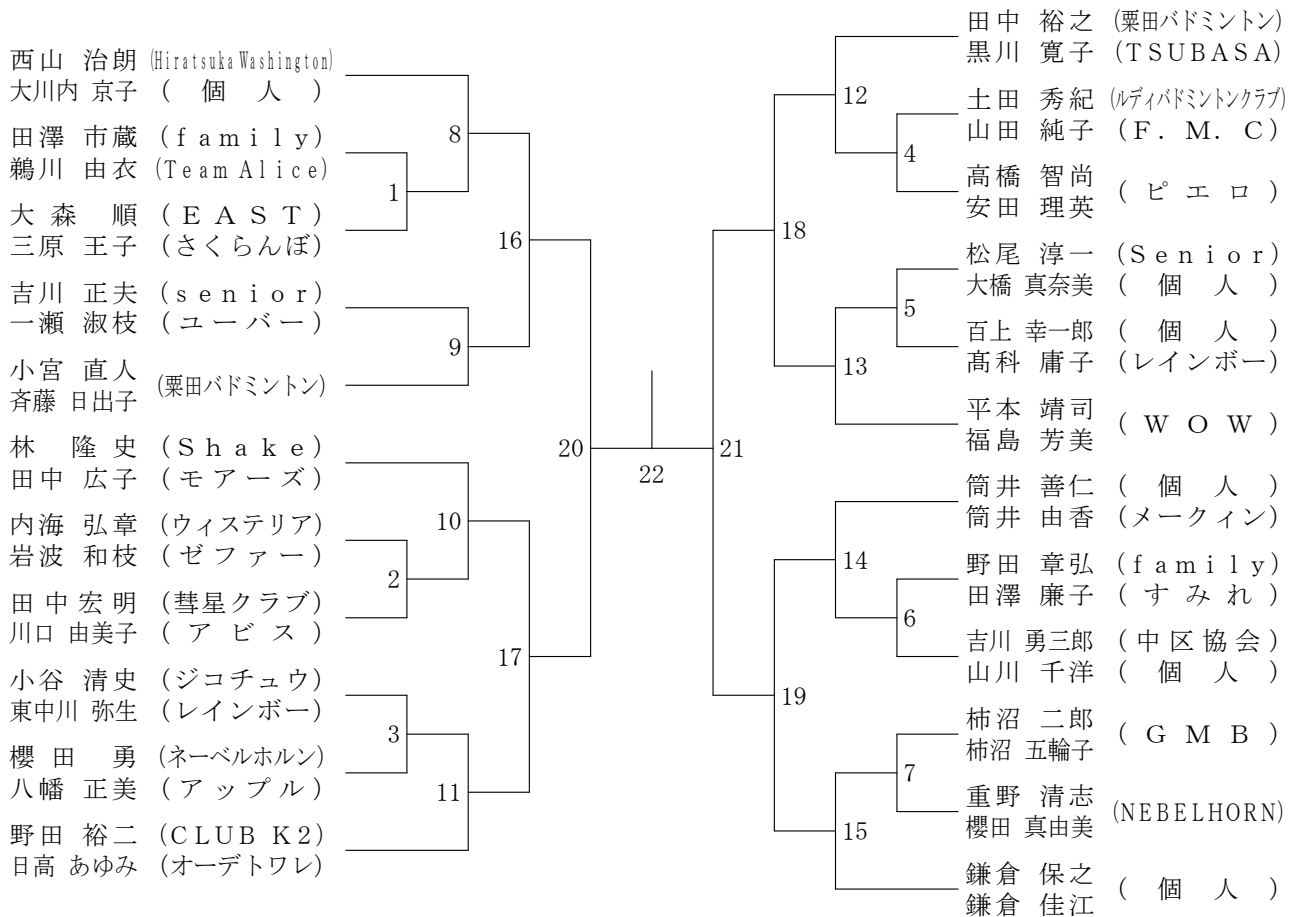 西山 治朗 (Hiratsuka Washington)
大川内 京子 ( 個 人 )
8
田澤 市蔵 (family)
鵜川 由衣 (Team Alice)
1
大森 順 (EAST)
三原 王子 (さくらんぼ)
16
吉川 正夫 (senior)
一瀬 淑枝 (ユーバー)
9
小宮 直人
斉藤 日出子 (粟田バドミントン)
20
林 隆史 (Shake)
田中 広子 (モアーズ)
10
内海 弘章 (ウィステリア)
岩波 和枝 (ゼファー)
2
田中宏明 (彗星クラブ)
川口 由美子 (アビス)
17
小谷 清史 (ジコチュウ)
東中川 弥生 (レインボー)
3
櫻田 勇 (ネーベルホルン)
八幡 正美 (アップル)
11
野田 裕二 (CLUB K2)
日高 あゆみ (オーデトワレ)
22
田中 裕之 (粟田バドミントン)
黒川 寛子 (TSUBASA)
12
土田 秀紀 (ルディバドミントンクラブ)
山田 純子 (F. M. C)
4
高橋 智尚
安田 理英 (ピエロ)
18
松尾 淳一 (Senior)
大橋 真奈美 ( 個 人 )
5
百上 幸一郎 ( 個 人 )
髙科 庸子 (レインボー)
13
平本 靖司
福島 芳美 (WOW)
21
筒井 善仁 ( 個 人 )
筒井 由香 (メークィン)
14
野田 章弘 (family)
田澤 廉子 (すみれ)
6
吉川 勇三郎 (中区協会)
山川 千洋 ( 個 人 )
19
柿沼 二郎
柿沼 五輪子 (GMB)
7
重野 清志
櫻田 真由美 (NEBELHORN)
15
鎌倉 保之
鎌倉 佳江 ( 個 人 )